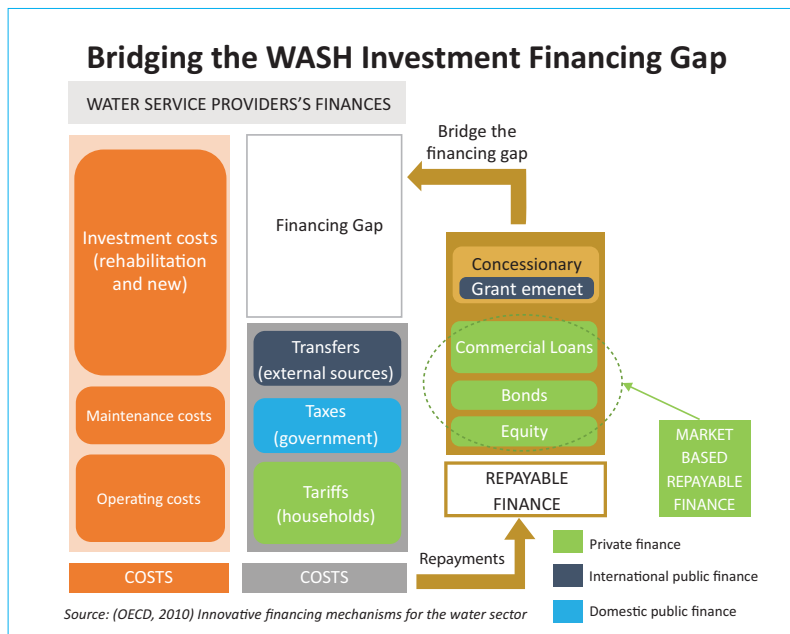 Bridging the WASH Investment Financing Gap
WATER SERVICE PROVIDERS'S FINANCES
Investment costs
(rehabilitation
and new)
Maintenance costs
Operating costs
COSTS
Financing Gap
Transfers
(external sources)
Taxes
(government)
Tariffs
(households)
COSTS
Bridge the
financing gap
Concessionary
Grant emenet
Commercial Loans
Bonds
Equity
REPAYABLE
FINANCE
Repayments
MARKET
BASED
REPAYABLE
FINANCE
Private finance
International public finance
Domestic public finance
Source: (OECD, 2010) Innovative financing mechanisms for the water sector